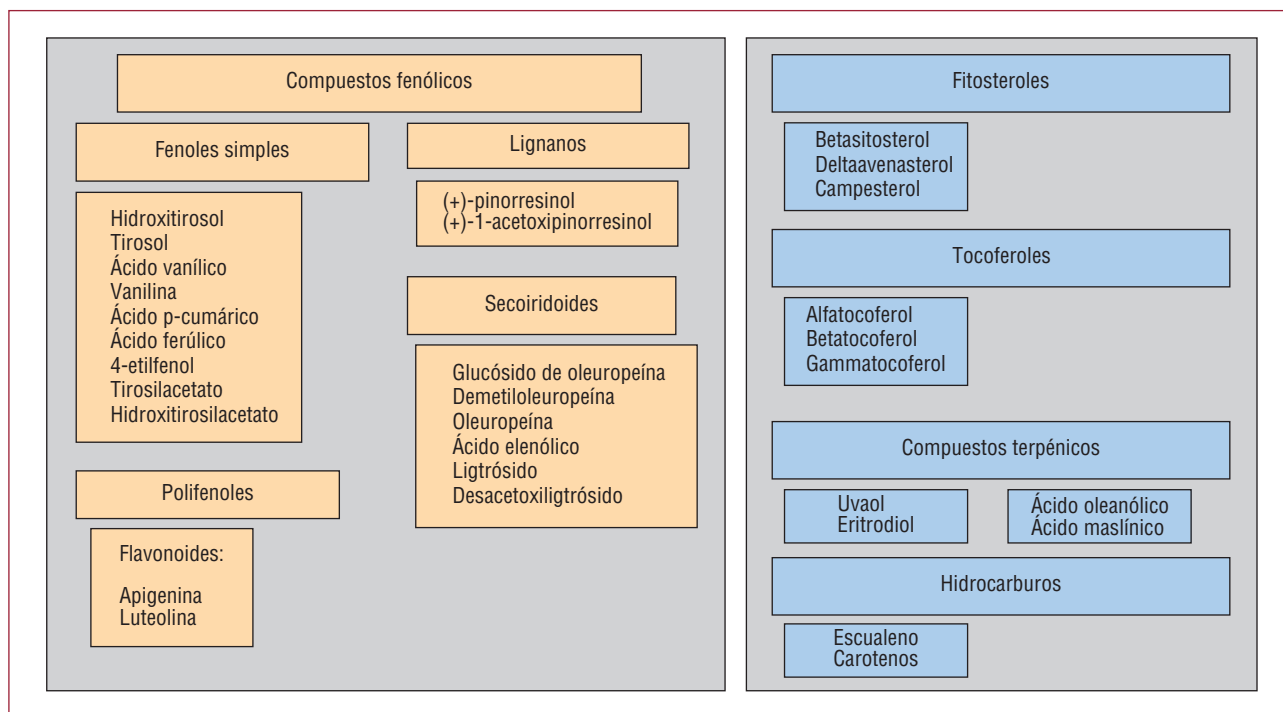 Compuestos fenólicos
Fenoles simples
Hidroxitirosol
Tirosol
Ácido vanílico
Vanilina
Ácido p-cumárico
Ácido ferúlico
4-etilfenol
Tirosilacetato
Hidroxitirosilacetato
Polifenoles
Flavonoides:
Apigenina
Luteolina
Lignanos
(+)-pinorresinol
(+)-1-acetoxipinorresinol
Secoiridoides
Glucósido de oleuropeína
Demetiloleuropeína
Oleuropeína
Ácido elenólico
Ligtrósido
Desacetoxiligtrósido
Fitosteroles
Betasitosterol
Deltaavenasterol
Campesterol
Tocoferoles
Alfatocoferol
Betatocoferol
Gammatocoferol
Compuestos terpénicos
Uvaol
Eritrodiol
Ácido oleanólico
Ácido maslínico
Hidrocarburos
Escualeno
Carotenos